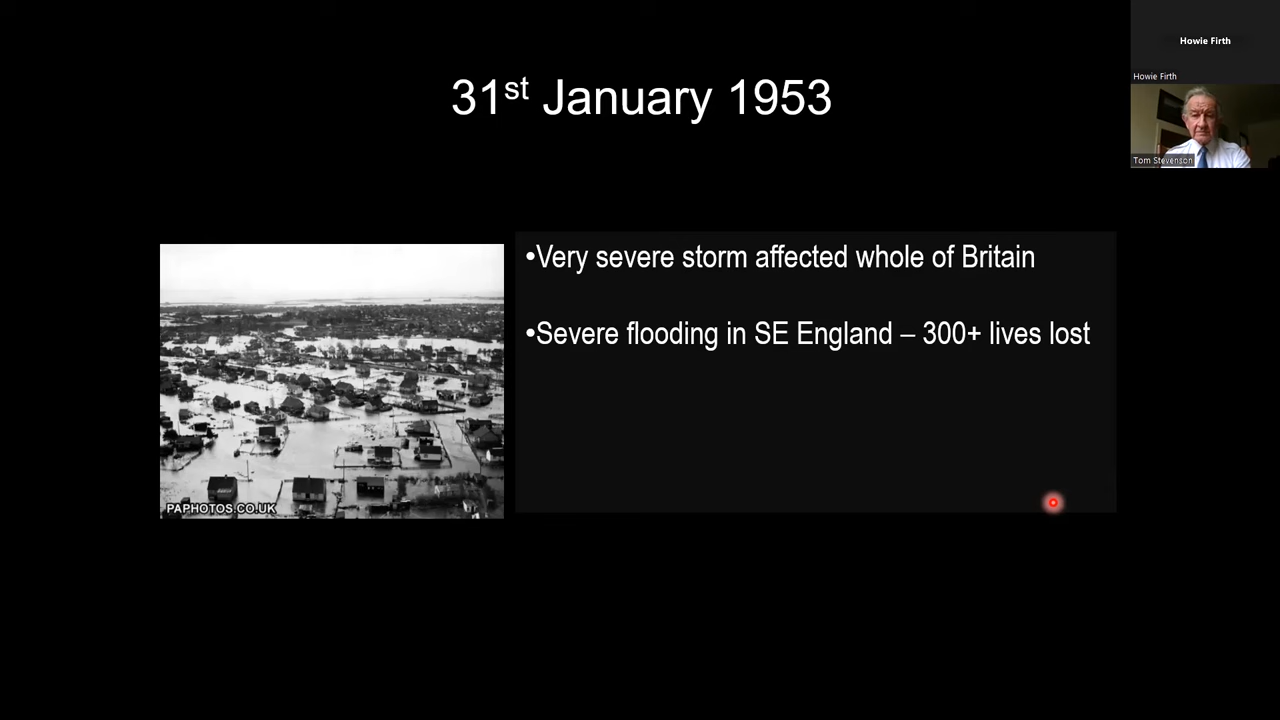 31st January 1953
Howie Firth
Howie Firth
Tom Stevenson
•Very severe storm affected whole of Britain
•Severe flooding in SE England – 300+ lives lost
PAPHOTOS.CO.UK